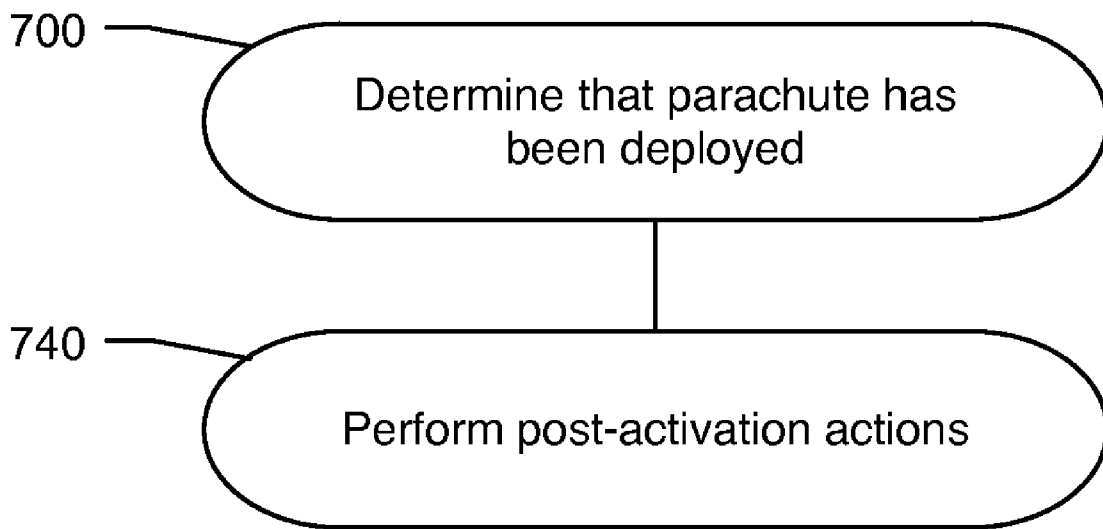 700
Determine that parachute has
been deployed
740
Perform post-activation actions